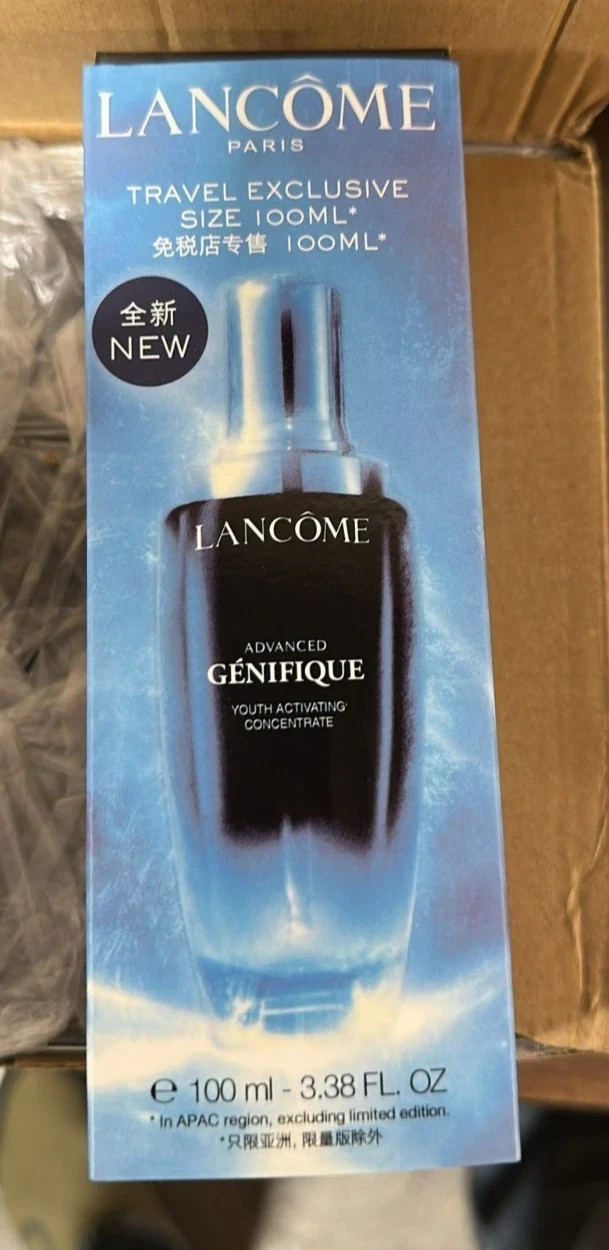 LANCÔME
PARIS
TRAVEL EXCLUSIVE
SIZE 100ML*
免税店专售 100ML*
全新
NEW
LANCÔME
ADVANCED
GÉNIFIQUE
YOUTH ACTIVATING
CONCENTRATE
℮ 100 ml - 3.38 FL. OZ
* In APAC region, excluding limited edition.
*只限亚洲, 限量版除外